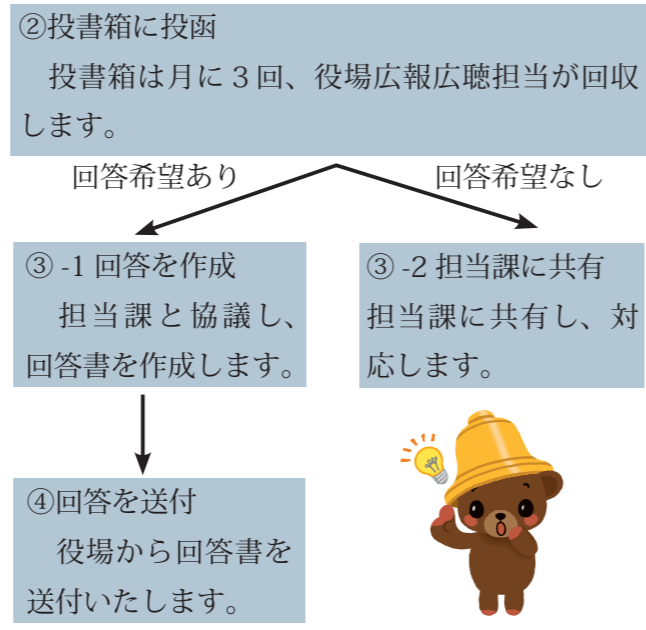 ②投書箱に投函
投書箱は月に３回、役場広報広聴担当が回収
します。
回答希望あり
回答希望なし
③ -1 回答を作成
担当課と協議し、
回答書を作成します。
③ -2 担当課に共有
担当課に共有し、対
応します。
④回答を送付
役場から回答書を
送付いたします。